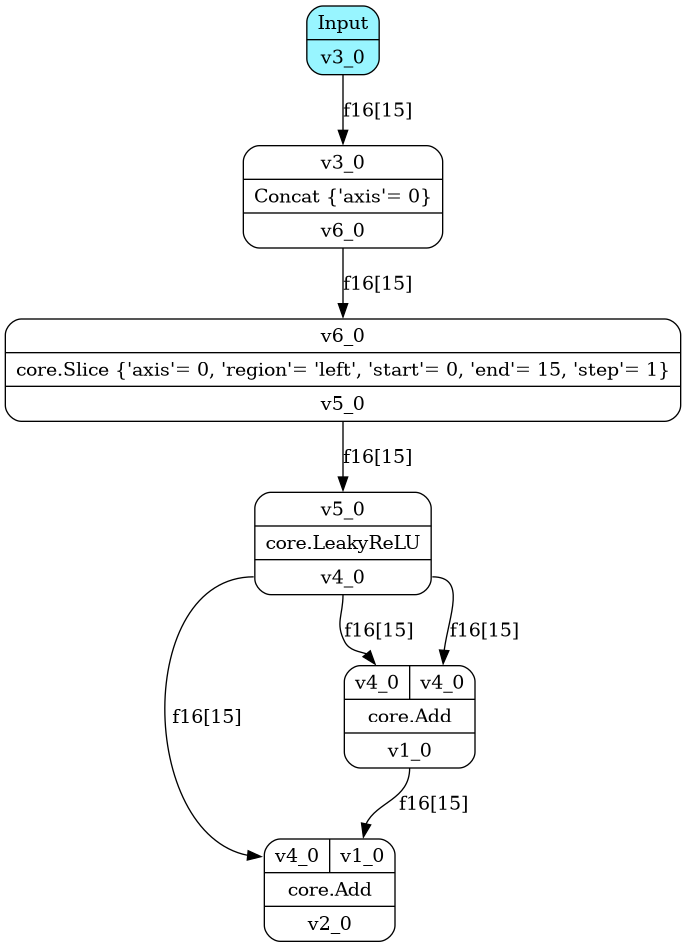 Input
v3_0
f16[15]
v3_0
Concat {'axis'= 0}
v6_0
f16[15]
v6_0
core.Slice {'axis'= 0, 'region'= 'left', 'start'= 0, 'end'= 15, 'step'= 1}
v5_0
f16[15]
v5_0
core.LeakyReLU
v4_0
f16[15] f16[15]
v4_0 v4_0
f16[15] core.Add
v1_0
f16[15]
v4_0 v1_0
core.Add
v2_0